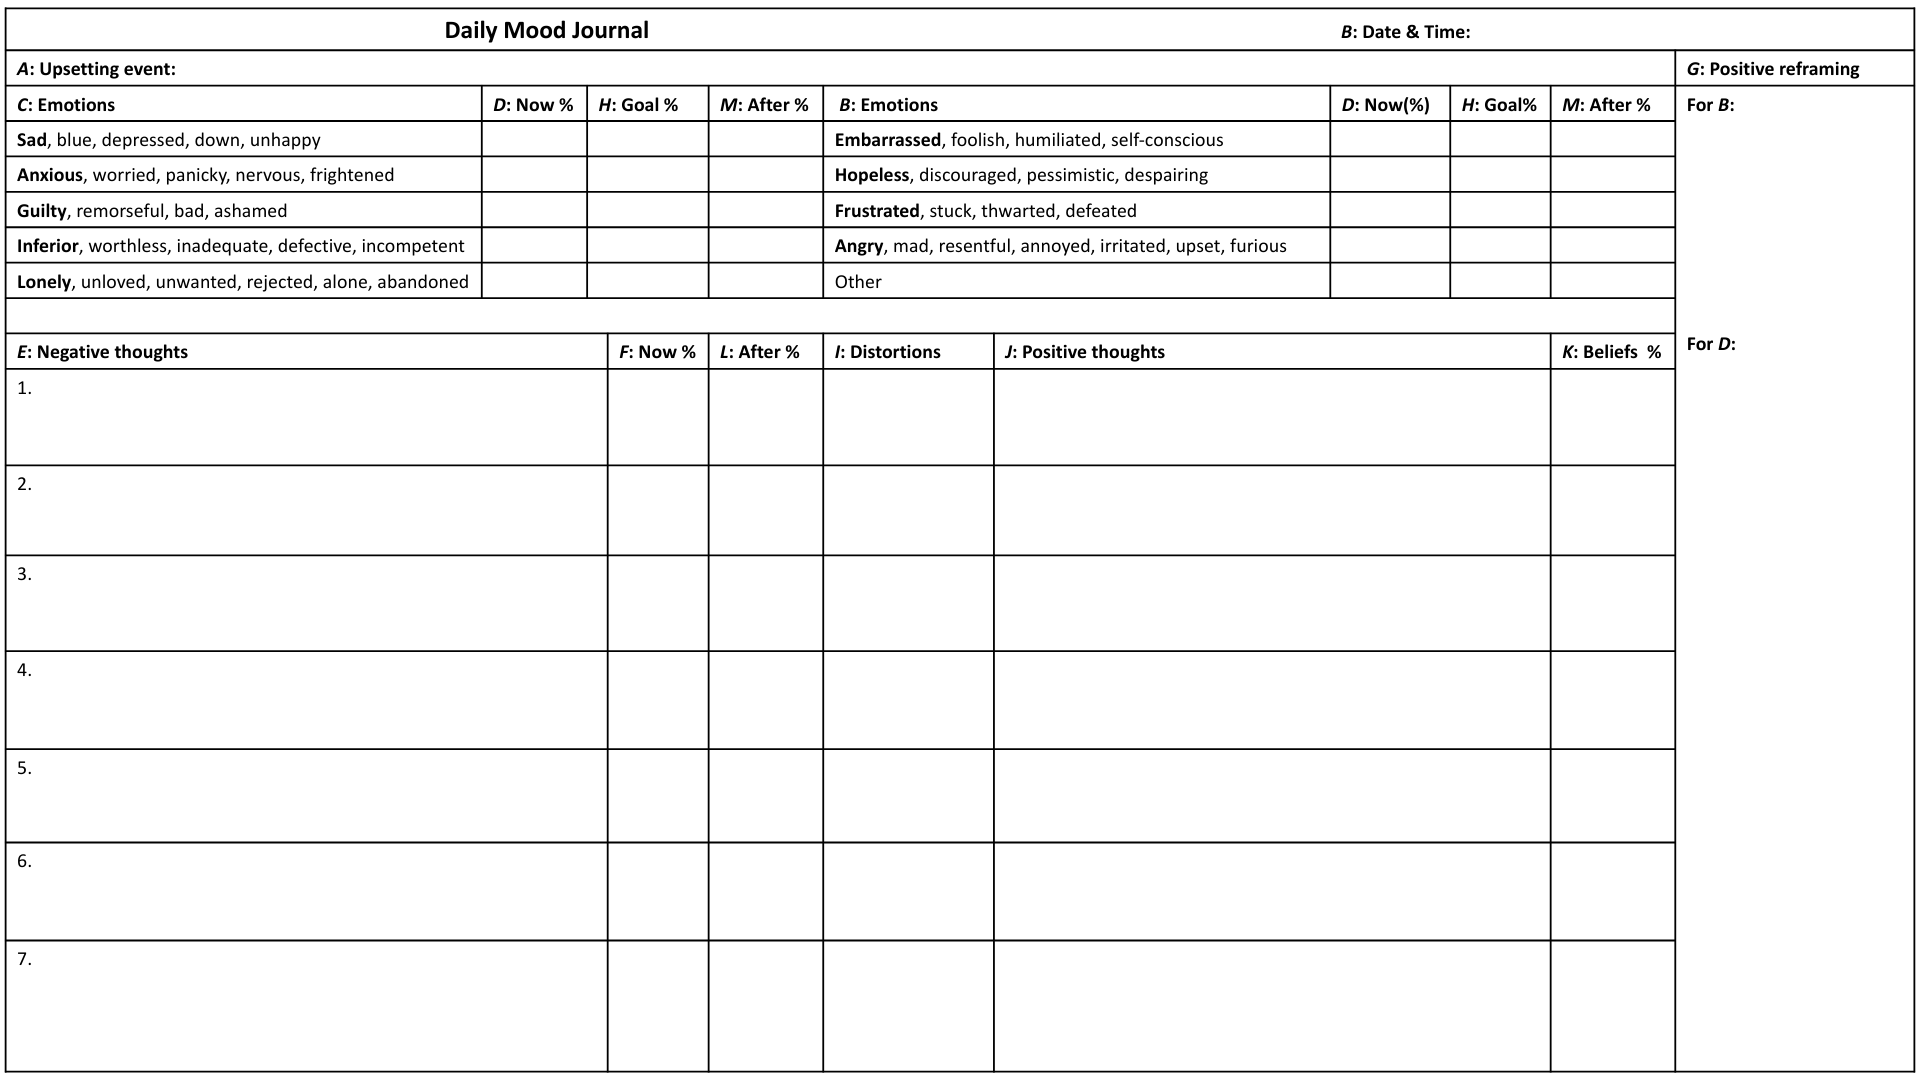 Daily Mood Journal B: Date & Time:
A: Upsetting event: G: Positive reframing
C: Emotions D: Now % H: Goal % M: After % B: Emotions D: Now(%) H: Goal% M: After % For B:
Sad, blue, depressed, down, unhappy Embarrassed, foolish, humiliated, self-conscious
Anxious, worried, panicky, nervous, frightened Hopeless, discouraged, pessimistic, despairing
Guilty, remorseful, bad, ashamed Frustrated, stuck, thwarted, defeated
Inferior, worthless, inadequate, defective, incompetent Angry, mad, resentful, annoyed, irritated, upset, furious
Lonely, unloved, unwanted, rejected, alone, abandoned Other
E: Negative thoughts F: Now % L: After % I: Distortions J: Positive thoughts K: Beliefs % For D:
1.
2.
3.
4.
5.
6.
7.